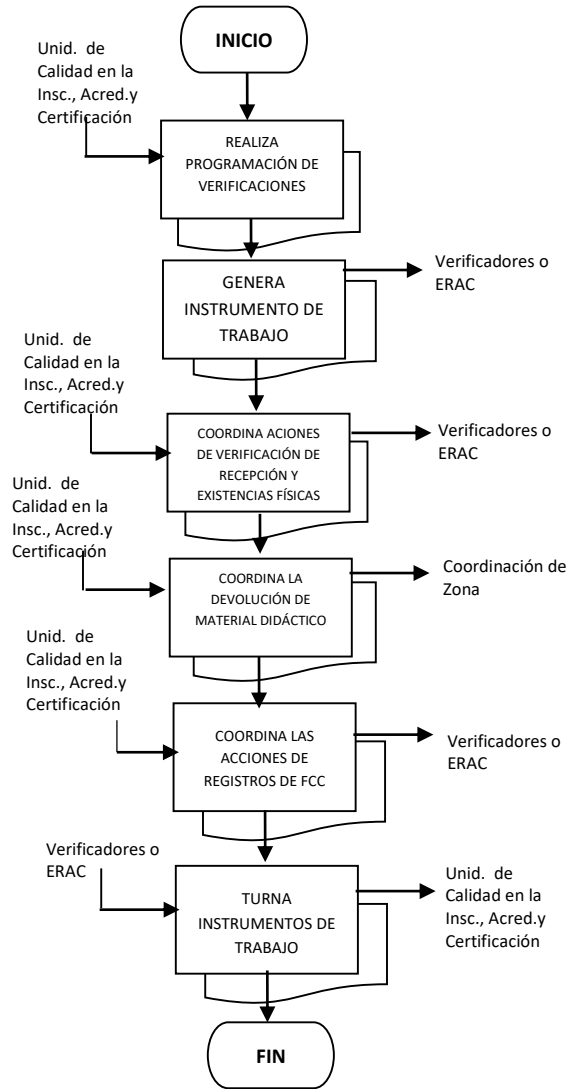 INICIO
Unid. de
Calidad en la
Insc., Acred.y
Certificación
REALIZA
PROGRAMACIÓN DE
VERIFICACIONES
GENERA
INSTRUMENTO DE
TRABAJO
Verificadores o
ERAC
Unid. de
Calidad en la
Insc., Acred.y
Certificación
COORDINA ACIONES
DE VERIFICACIÓN DE
RECEPCIÓN Y
EXISTENCIAS FÍSICAS
Verificadores o
ERAC
Unid. de
Calidad en la
Insc., Acred.y
Certificación
COORDINA LA
DEVOLUCIÓN DE
MATERIAL DIDÁCTICO
Coordinación de
Zona
Unid. de
Calidad en la
Insc., Acred.y
Certificación
COORDINA LAS
ACCIONES DE
REGISTROS DE FCC
Verificadores o
ERAC
Verificadores o
ERAC
TURNA
INSTRUMENTOS DE
TRABAJO
Unid. de
Calidad en la
Insc., Acred.y
Certificación
FIN